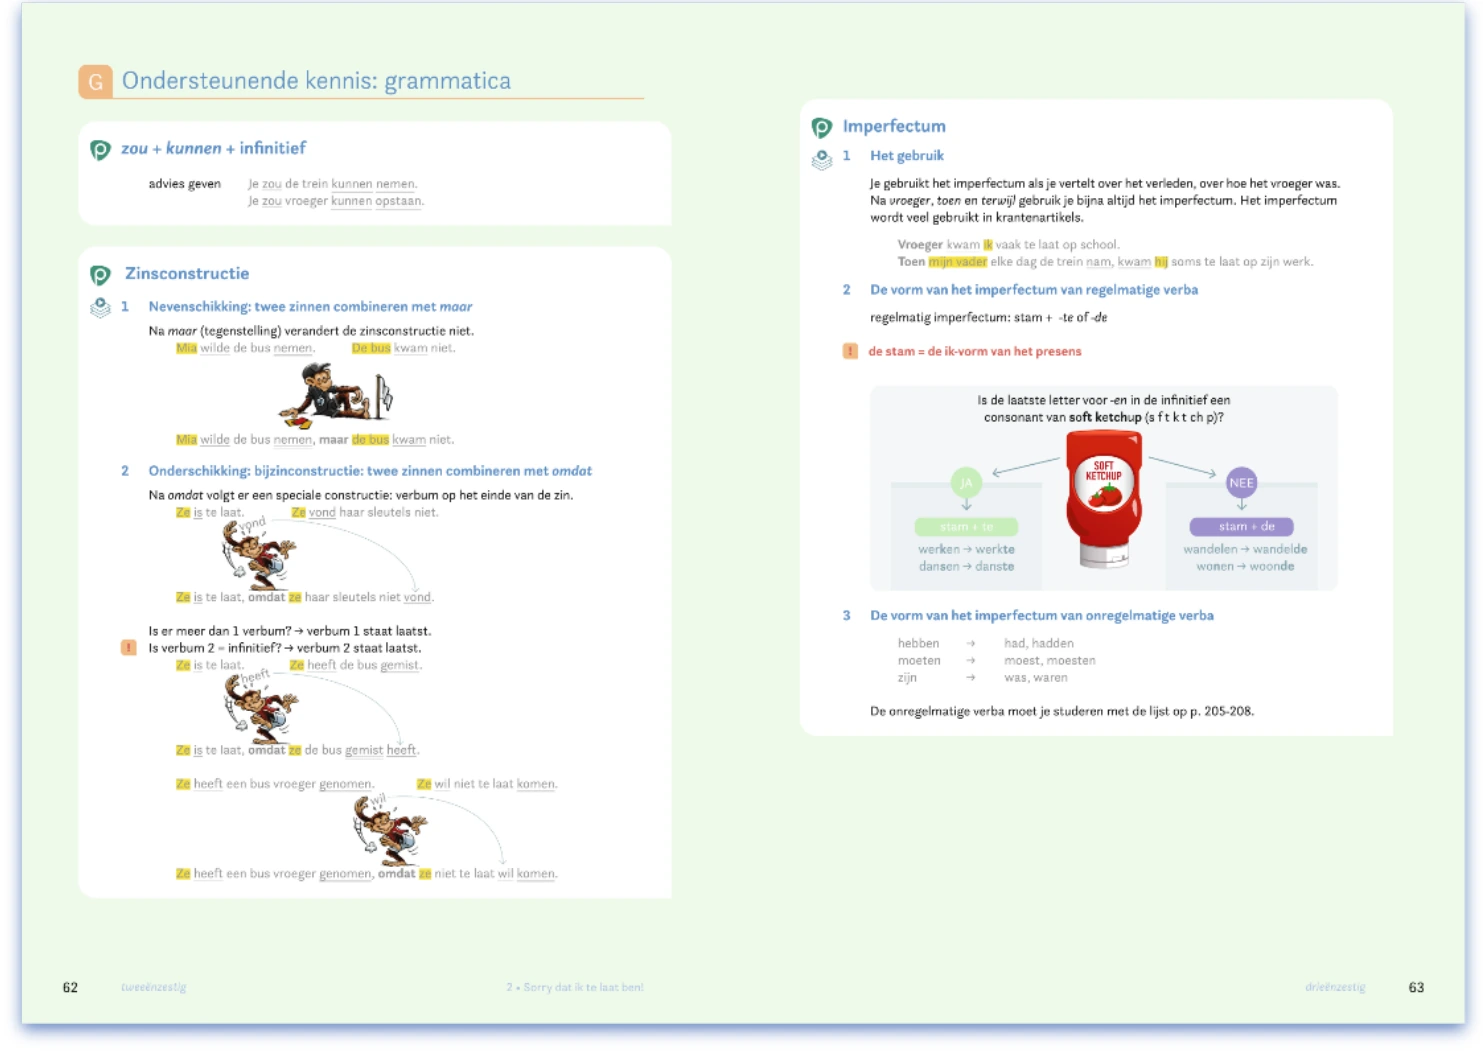 G Ondersteunende kennis: grammatica
zou + kunnen + infinitief
advies geven Je zou de trein kunnen nemen.
Je zou vroeger kunnen opstaan.
Zinsconstructie
1 Nevenschikking: twee zinnen combineren met maar
Na maar (tegenstelling) verandert de zinsconstructie niet.
Mia wilde de bus nemen. De bus kwam niet.
Mia wilde de bus nemen, maar de bus kwam niet.
2 Onderschikking: bijzinconstructie: twee zinnen combineren met omdat
Na omdat volgt er een speciale constructie: verbum op het einde van de zin.
Ze is te laat. Ze vond haar sleutels niet.
vond
Ze is te laat, omdat ze haar sleutels niet vond.
Is er meer dan 1 verbum? → verbum 1 staat laatst.
! Is verbum 2 = infinitief? → verbum 2 staat laatst.
Ze is te laat. Ze heeft de bus gemist.
heeft
Ze is te laat, omdat ze de bus gemist heeft.
Ze heeft een bus vroeger genomen. Ze wil niet te laat komen.
wil
Ze heeft een bus vroeger genomen, omdat ze niet te laat wil komen.
62 tweeënzestig 2 • Sorry dat ik te laat ben!
Imperfectum
1 Het gebruik
Je gebruikt het imperfectum als je vertelt over het verleden, over hoe het vroeger was.
Na vroeger, toen en terwijl gebruik je bijna altijd het imperfectum. Het imperfectum
wordt veel gebruikt in krantenartikels.
Vroeger kwam ik vaak te laat op school.
Toen mijn vader elke dag de trein nam, kwam hij soms te laat op zijn werk.
2 De vorm van het imperfectum van regelmatige verba
regelmatig imperfectum: stam + -te of -de
! de stam = de ik-vorm van het presens
Is de laatste letter voor -en in de infinitief een
consonant van soft ketchup (s f t k t ch p)?
SOFT
KETCHUP
JA
stam + te
werken → werkte
dansen → danste
NEE
stam + de
wandelen → wandelde
wonen → woonde
3 De vorm van het imperfectum van onregelmatige verba
hebben → had, hadden
moeten → moest, moesten
zijn → was, waren
De onregelmatige verba moet je studeren met de lijst op p. 205-208.
drieënzestig 63